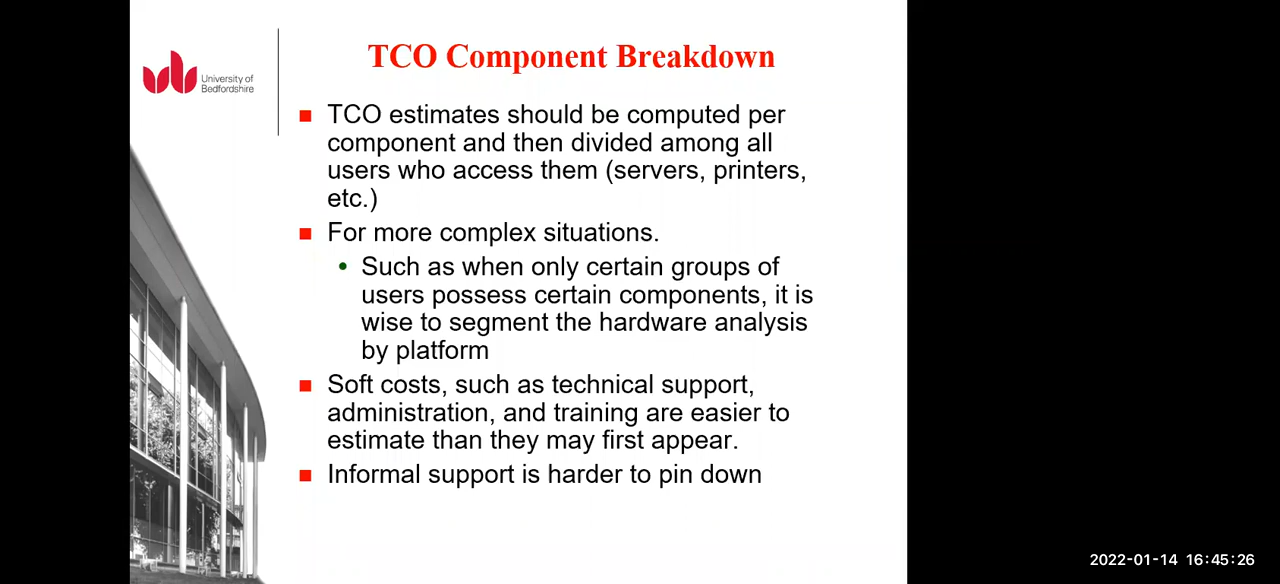 TCO Component Breakdown
University of
Bedfordshire
TCO estimates should be computed per
component and then divided among all
users who access them (servers, printers,
etc.)
For more complex situations.
Such as when only certain groups of
users possess certain components, it is
wise to segment the hardware analysis
by platform
Soft costs, such as technical support,
administration, and training are easier to
estimate than they may first appear.
Informal support is harder to pin down
2022-01-14 16:45:26